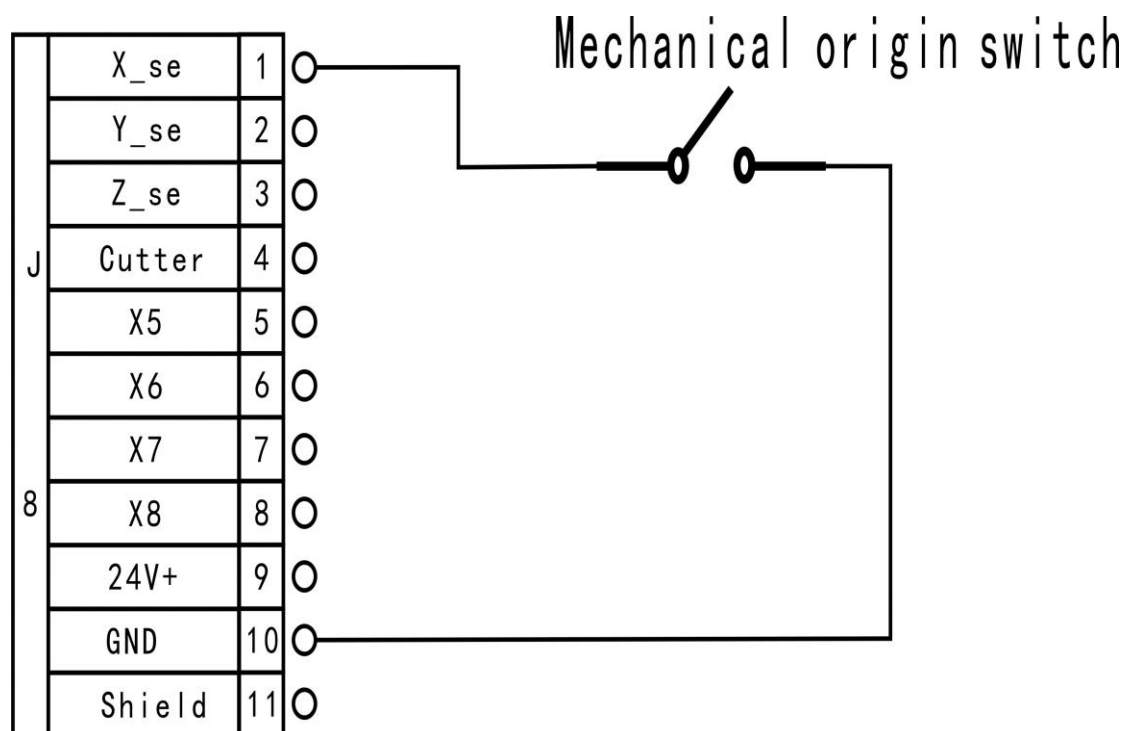 Mechanical origin switch
J 8
X_se 1
Y_se 2
Z_se 3
Cutter 4
X5 5
X6 6
X7 7
X8 8
24V+ 9
GND 10
Shield 11